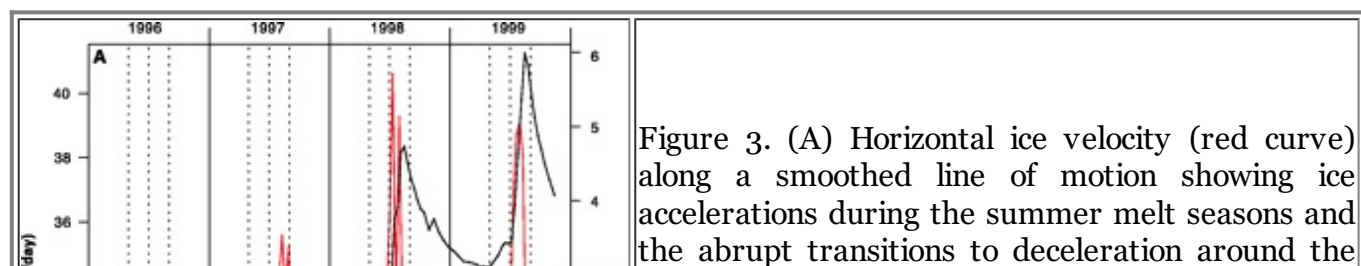 1996 1997 1998 1999
A
6
40
5
38
4
36
/day)
Figure 3. (A) Horizontal ice velocity (red curve)
along a smoothed line of motion showing ice
accelerations during the summer melt seasons and
the abrupt transitions to deceleration around the